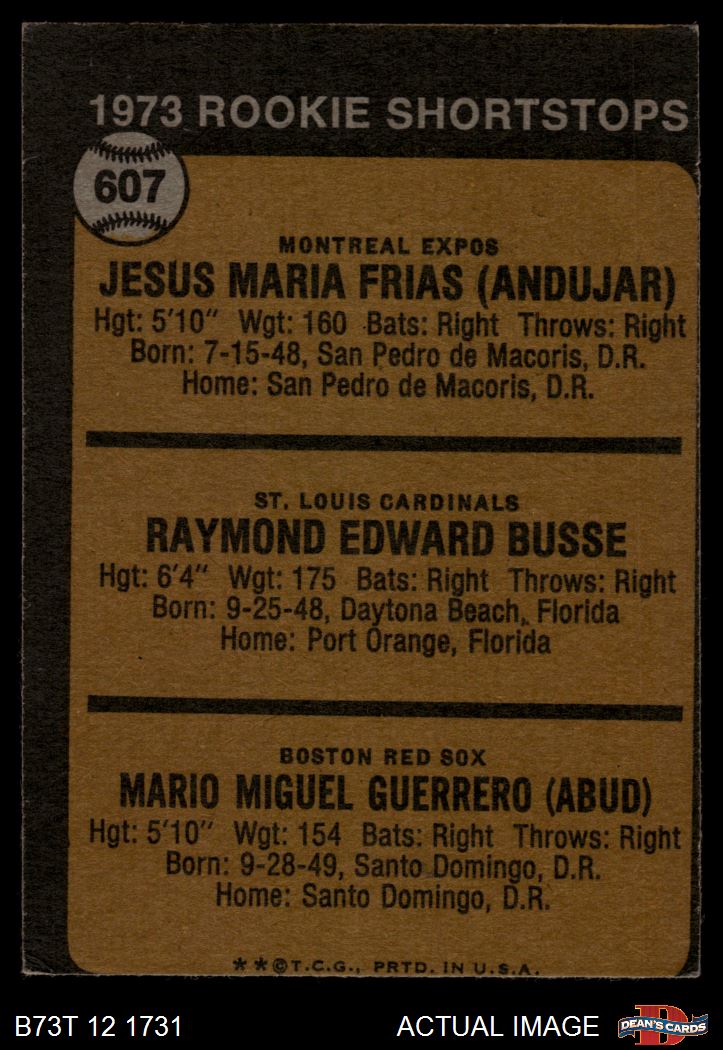 1973 ROOKIE SHORTSTOPS
607
MONTREAL EXPOS
JESUS MARIA FRIAS (ANDUJAR)
Hgt: 5'10" Wgt: 160 Bats: Right Throws: Right
Born: 7-15-48, San Pedro de Macoris, D.R.
Home: San Pedro de Macoris, D.R.
ST. LOUIS CARDINALS
RAYMOND EDWARD BUSSE
Hgt: 6'4" Wgt: 175 Bats: Right Throws: Right
Born: 9-25-48, Daytona Beach, Florida
Home: Port Orange, Florida
BOSTON RED SOX
MARIO MIGUEL GUERRERO (ABUD)
Hgt: 5'10" Wgt: 154 Bats: Right Throws: Right
Born: 9-28-49, Santo Domingo, D.R.
Home: Santo Domingo, D.R.
**©T.C.G., PRTD. IN U.S.A.
B73T 12 1731
ACTUAL IMAGE
D
DEAN'S CARDS